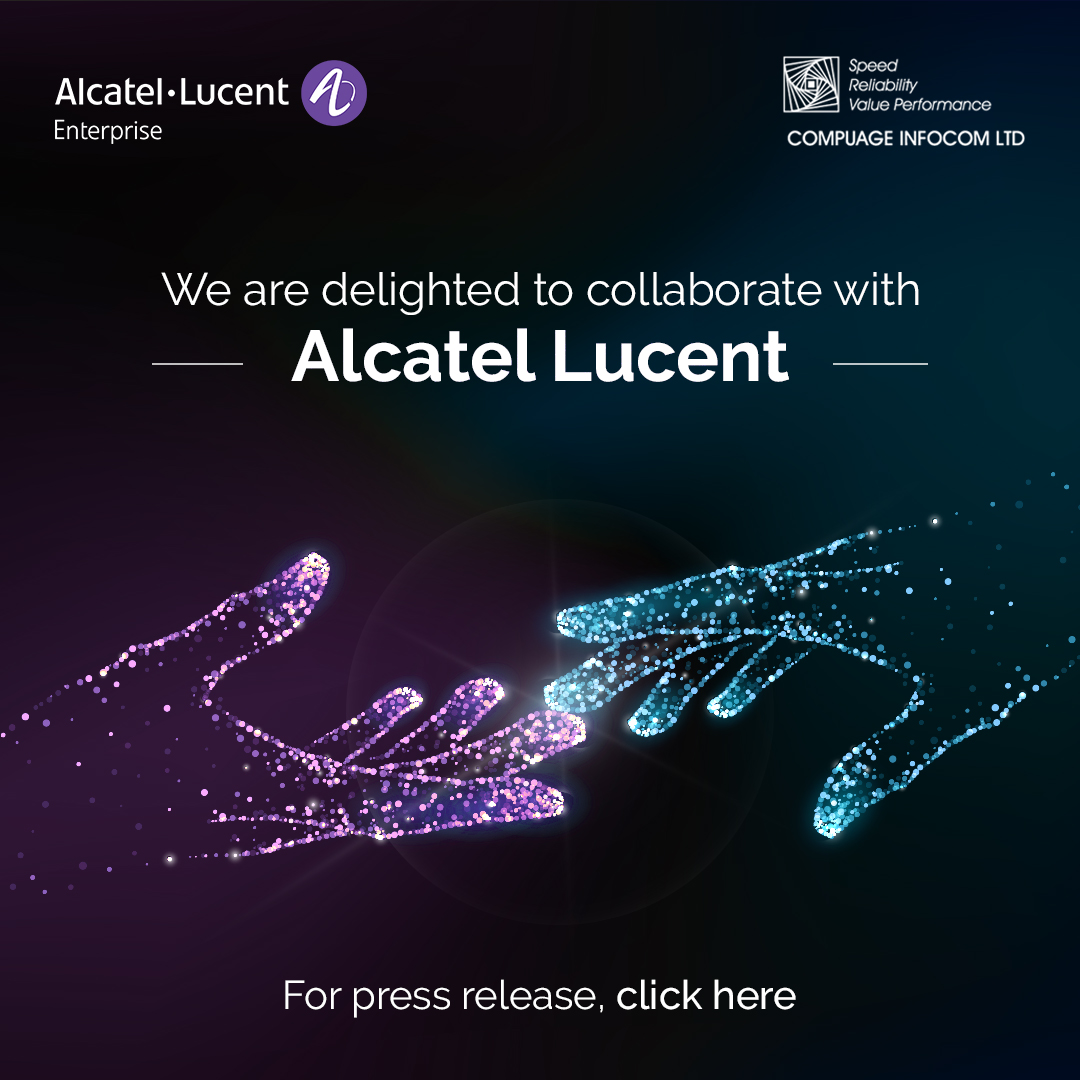 Alcatel·Lucent
Enterprise
Speed
Reliability
Value Performance
COMPUAGE INFOCOM LTD
We are delighted to collaborate with
Alcatel Lucent
For press release, click here